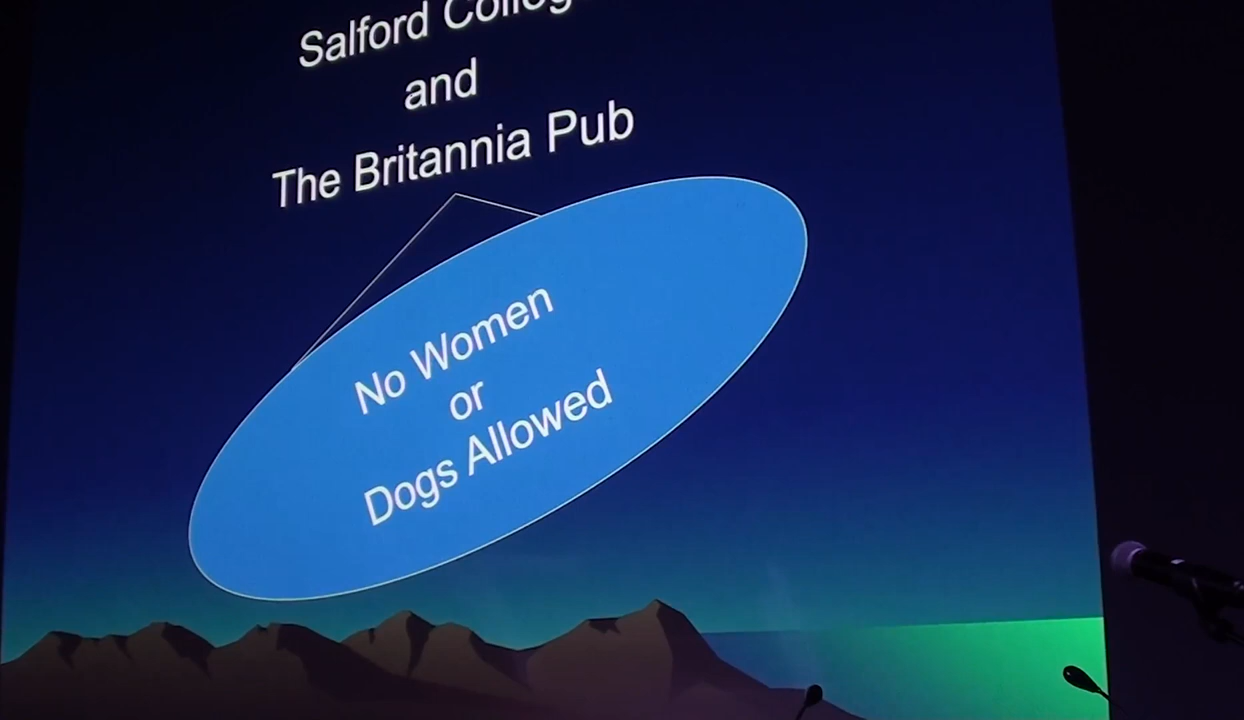 Salford
and
The Britannia Pub
No Women
or
Dogs Allowed